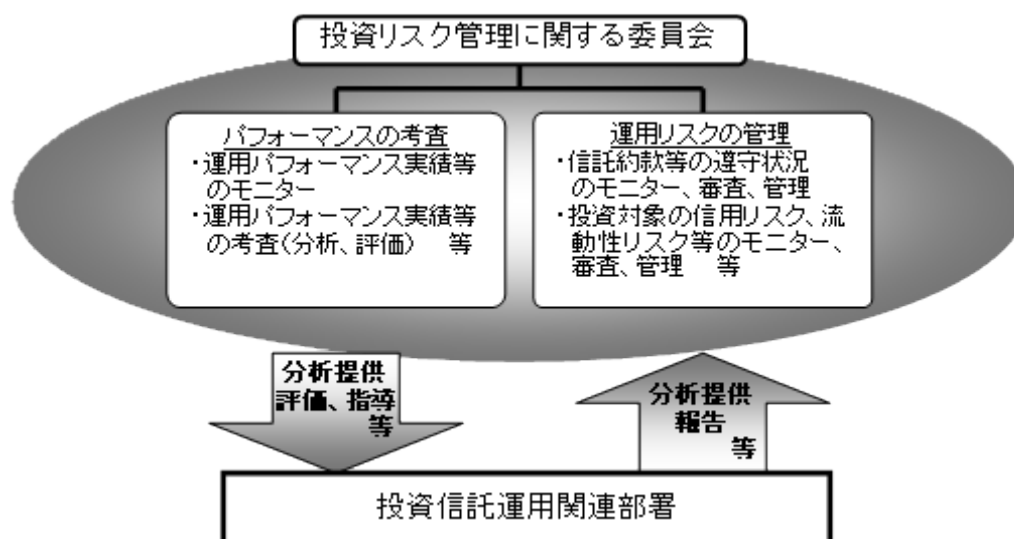 投資リスク管理に関する委員会
パフォーマンスの考査
・運用パフォーマンス実績等
のモニター
・運用パフォーマンス実績等
の考査(分析、評価) 等
運用リスクの管理
・信託約款等の遵守状況
のモニター、審査、管理
・投資対象の信用リスク、流
動性リスク等のモニター、
審査、管理 等
分析提供
評価、指導
等
分析提供
報告
等
投資信託運用関連部署